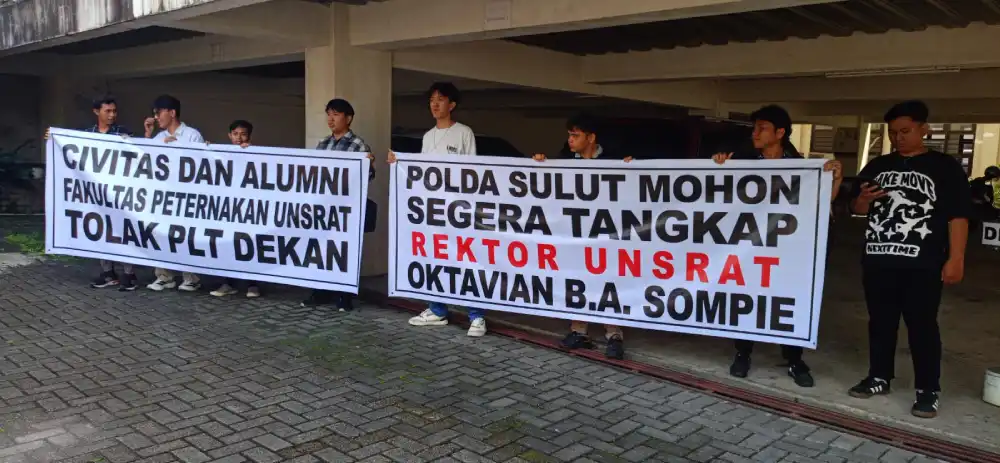 CIVITAS DAN ALUMNI
FAKULTAS PETERNAKAN UNSRAT
TOLAK PLT DEKAN
POLDA SULUT MOHON
SEGERA TANGKAP
REKTOR UNSRAT
OKTAVIAN B.A. SOMPIE
MOVE
NEXTTIME